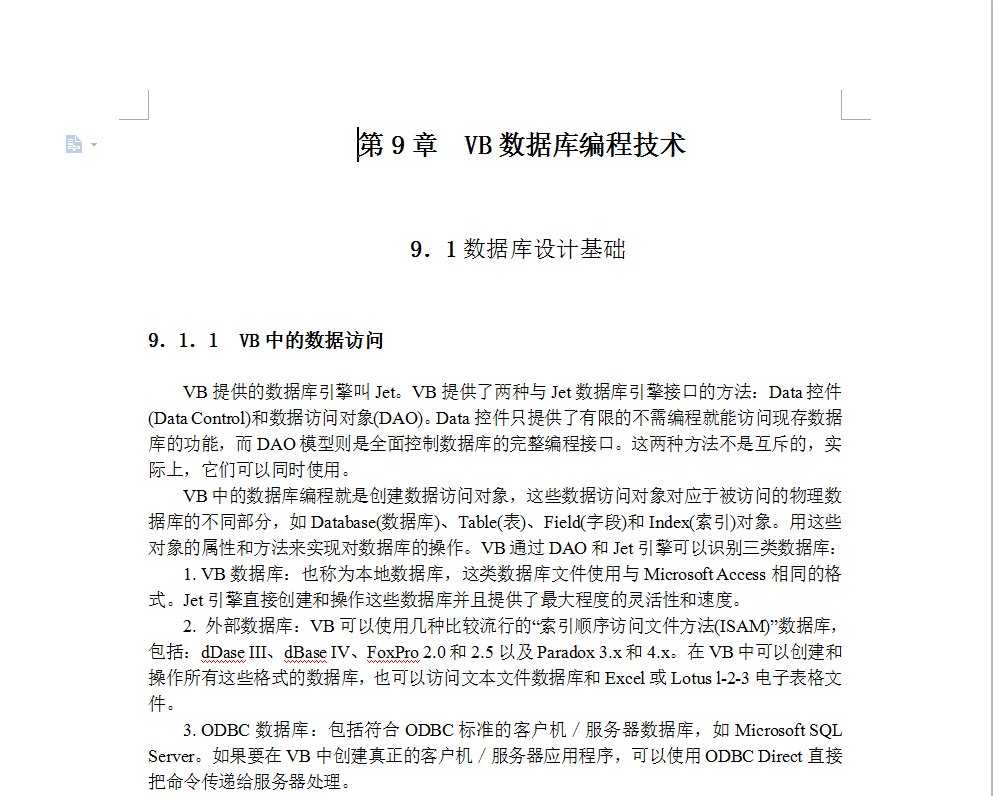 第 9 章 VB 数据库编程技术
9．1 数据库设计基础
9．1．1 VB 中的数据访问
VB 提供的数据库引擎叫 Jet。VB 提供了两种与 Jet 数据库引擎接口的方法：Data 控件
(Data Control)和数据访问对象(DAO)。Data 控件只提供了有限的不需编程就能访问现存数据
库的功能，而 DAO 模型则是全面控制数据库的完整编程接口。这两种方法不是互斥的，实
际上，它们可以同时使用。
VB 中的数据库编程就是创建数据访问对象，这些数据访问对象对应于被访问的物理数
据库的不同部分，如 Database(数据库)、Table(表)、Field(字段)和 Index(索引)对象。用这些
对象的属性和方法来实现对数据库的操作。VB 通过 DAO 和 Jet 引擎可以识别三类数据库：
1. VB 数据库：也称为本地数据库，这类数据库文件使用与 Microsoft Access 相同的格
式。Jet 引擎直接创建和操作这些数据库并且提供了最大程度的灵活性和速度。
2. 外部数据库：VB 可以使用几种比较流行的“索引顺序访问文件方法(ISAM)”数据库，
包括：dDase III、dBase IV、FoxPro 2.0 和 2.5 以及 Paradox 3.x 和 4.x。在 VB 中可以创建和
操作所有这些格式的数据库，也可以访问文本文件数据库和 Excel 或 Lotus l-2-3 电子表格文
件。
3. ODBC 数据库：包括符合 ODBC 标准的客户机／服务器数据库，如 Microsoft SQL
Server。如果要在 VB 中创建真正的客户机／服务器应用程序，可以使用 ODBC Direct 直接
把命令传递给服务器处理。